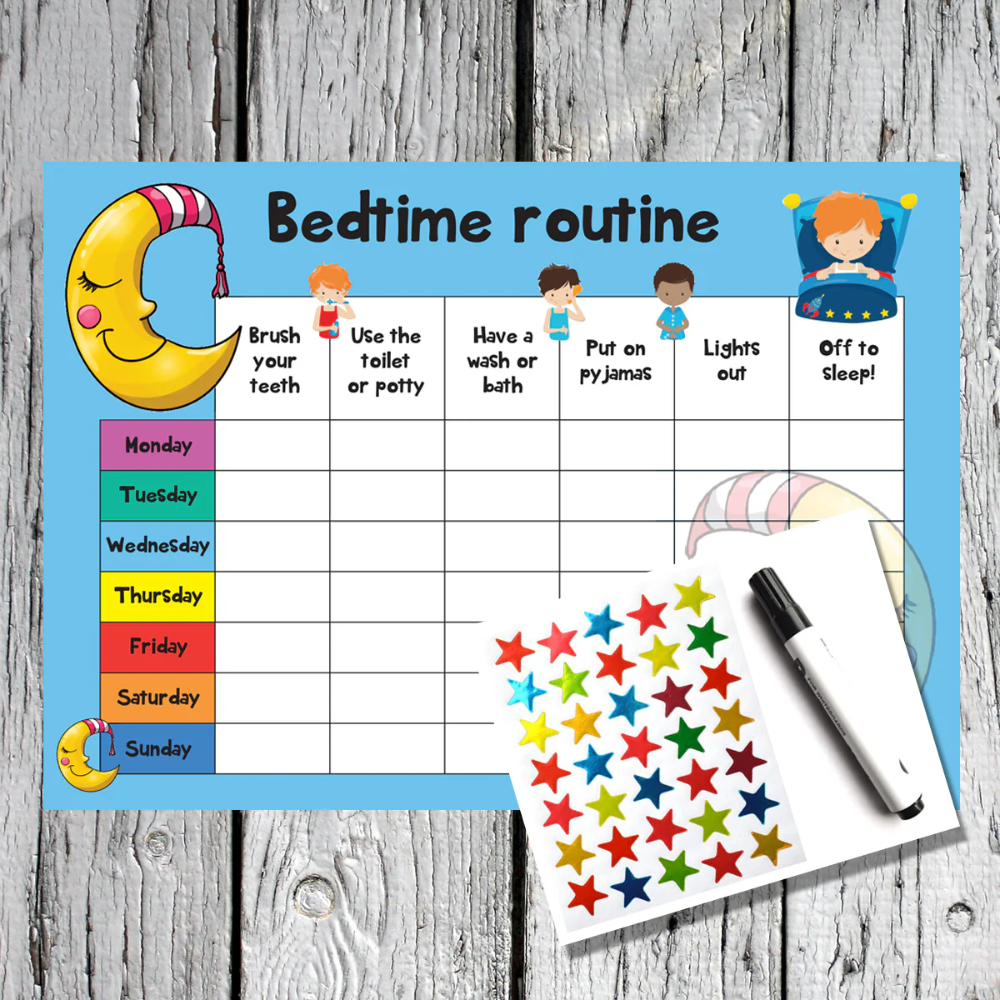 Bedtime routine
Brush
your
teeth
Use the
toilet
or potty
Have a
wash or
bath
Put on
pyjamas
Lights
out
Off to
sleep!
Monday
Tuesday
Wednesday
Thursday
Friday
Saturday
Sunday